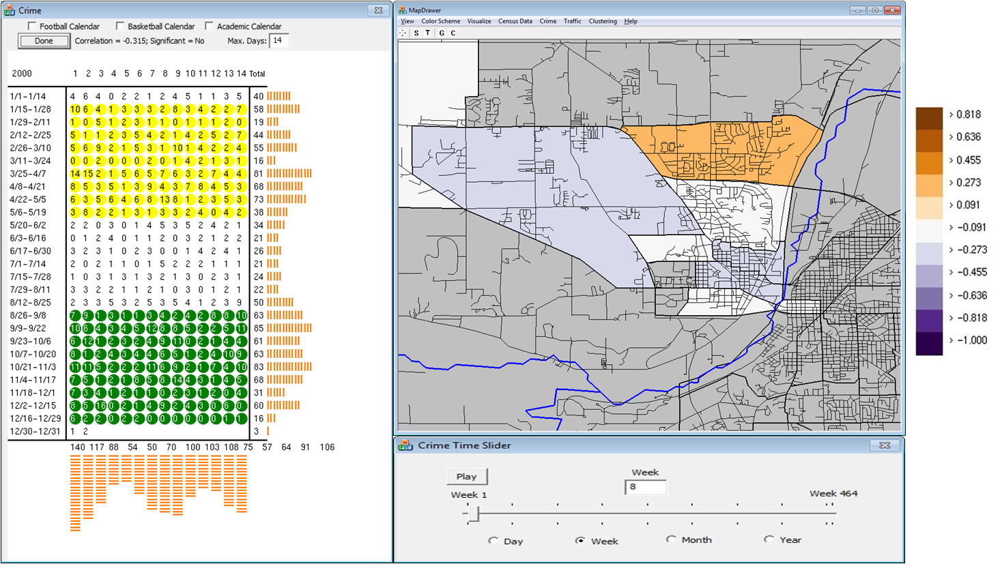 Crime
Football Calendar Basketball Calendar Academic Calendar
Done Correlation = -0.315; Significant = No Max. Days: 14
2000 1 2 3 4 5 6 7 8 9 10 11 12 13 14 Total
1/1-1/14 4 6 4 0 2 2 1 2 4 5 1 1 3 5 40
1/15-1/28 10 6 4 1 3 3 3 2 8 3 4 2 2 7 58
1/29-2/11 1 0 5 1 2 3 1 1 0 1 1 1 2 0 19
2/12-2/25 5 1 1 2 3 5 4 2 1 4 2 5 2 7 44
2/26-3/10 5 6 9 2 1 5 3 1 10 1 4 2 2 4 55
3/11-3/24 0 0 2 0 0 0 2 0 1 4 2 1 3 1 16
3/25-4/7 14 15 2 1 5 6 5 7 6 3 2 7 4 4 81
4/8-4/21 8 5 3 5 1 3 9 4 3 7 8 4 5 3 68
4/22-5/5 6 3 5 6 4 6 8 13 8 1 2 3 5 3 73
5/6-5/19 3 8 2 2 1 3 1 3 3 2 4 0 4 2 38
5/20-6/2 2 2 0 3 0 1 4 5 3 5 2 4 2 1 34
6/3-6/16 0 1 2 4 0 1 1 2 0 3 2 1 2 2 21
6/17-6/30 3 2 3 1 0 2 3 0 0 1 4 2 4 1 26
7/1-7/14 2 0 2 1 1 0 1 5 2 2 2 1 1 1 21
7/15-7/28 1 0 3 1 3 1 3 2 1 3 0 2 3 1 24
7/29-8/11 3 3 2 2 1 1 2 1 0 3 0 1 2 1 22
8/12-8/25 2 3 3 5 3 2 5 3 5 4 1 2 3 9 50
8/26-9/8 7 9 1 3 1 1 3 4 2 4 2 8 8 10 63
9/9-9/22 10 6 4 3 4 5 12 8 8 5 2 2 5 11 85
9/23-10/6 6 12 1 2 3 2 4 9 11 0 2 1 4 4 61
10/7-10/20 8 1 2 4 3 4 4 6 5 1 2 4 10 9 63
10/21-11/3 11 11 5 2 2 2 11 6 9 2 1 7 4 10 83
11/4-11/17 7 5 1 2 1 8 5 8 14 4 3 1 4 5 68
11/18-12/1 7 3 4 1 2 1 1 0 2 3 1 2 0 4 31
12/2-12/15 8 5 16 0 2 1 4 9 2 4 3 0 6 0 60
12/16-12/29 6 2 2 0 2 2 0 0 0 0 0 0 1 1 16
12/30-12/31 1 2 3
140 117 88 54 50 70 100 103 108 75 57 64 91 106
MapDrawer
View Color Scheme Visualize Census Data Crime Traffic Clustering Help
S T G C
> 0.818
> 0.636
> 0.455
> 0.273
> 0.091
> -0.091
> -0.273
> -0.455
> -0.636
> -0.818
> -1.000
Crime Time Slider
Play Week
8
Week 1 Week 464
Day Week Month Year